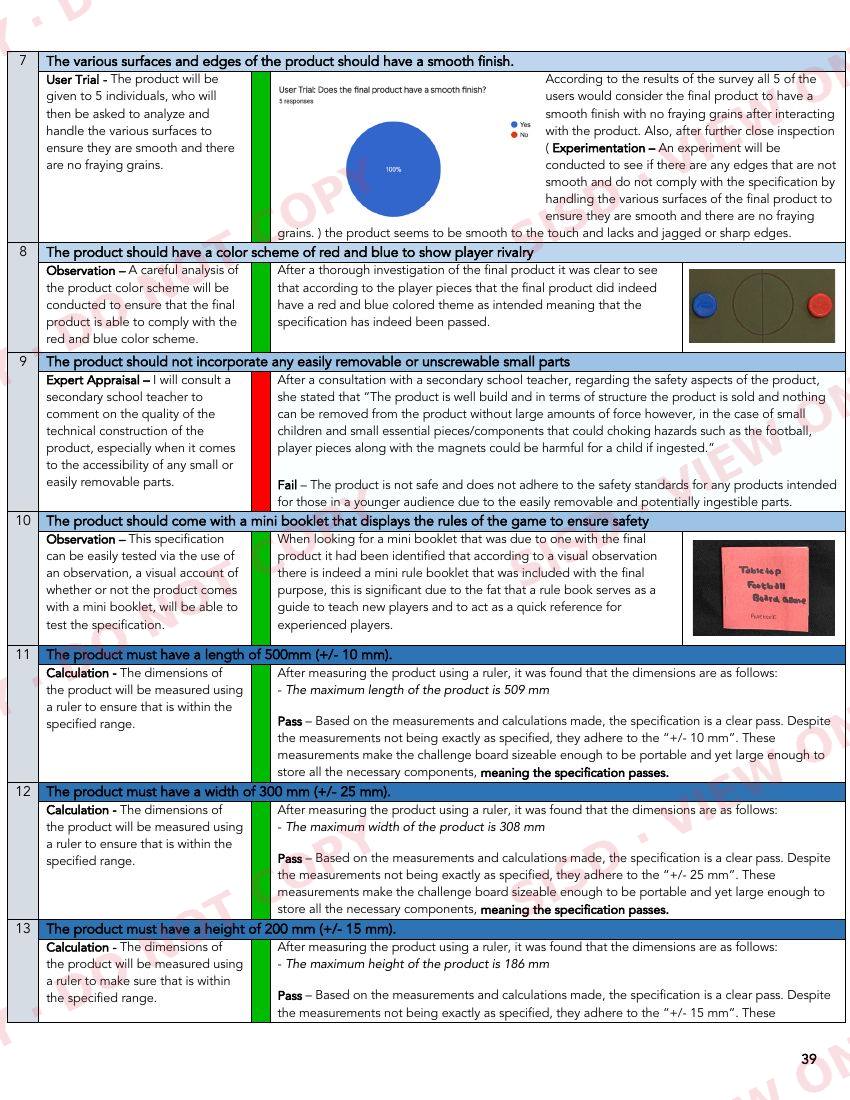 7 The various surfaces and edges of the product should have a smooth finish.
User Trial - The product will be
given to 5 individuals, who will
then be asked to analyze and
handle the various surfaces to
ensure they are smooth and there
are no fraying grains.
User Trial: Does the final product have a smooth finish?
5 responses
Yes
No
100%
According to the results of the survey all 5 of the
users would consider the final product to have a
smooth finish with no fraying grains after interacting
with the product. Also, after further close inspection
( Experimentation – An experiment will be
conducted to see if there are any edges that are not
smooth and do not comply with the specification by
handling the various surfaces of the final product to
ensure they are smooth and there are no fraying
grains. ) the product seems to be smooth to the touch and lacks and jagged or sharp edges.
8 The product should have a color scheme of red and blue to show player rivalry
Observation – A careful analysis of
the product color scheme will be
conducted to ensure that the final
product is able to comply with the
red and blue color scheme.
After a thorough investigation of the final product it was clear to see
that according to the player pieces that the final product did indeed
have a red and blue colored theme as intended meaning that the
specification has indeed been passed.
9 The product should not incorporate any easily removable or unscrewable small parts
Expert Appraisal – I will consult a
secondary school teacher to
comment on the quality of the
technical construction of the
product, especially when it comes
to the accessibility of any small or
easily removable parts.
After a consultation with a secondary school teacher, regarding the safety aspects of the product,
she stated that “The product is well build and in terms of structure the product is sold and nothing
can be removed from the product without large amounts of force however, in the case of small
children and small essential pieces/components that could choking hazards such as the football,
player pieces along with the magnets could be harmful for a child if ingested.”
Fail – The product is not safe and does not adhere to the safety standards for any products intended
for those in a younger audience due to the easily removable and potentially ingestible parts.
10 The product should come with a mini booklet that displays the rules of the game to ensure safety
Observation – This specification
can be easily tested via the use of
an observation, a visual account of
whether or not the product comes
with a mini booklet, will be able to
test the specification.
When looking for a mini booklet that was due to one with the final
product it had been identified that according to a visual observation
there is indeed a mini rule booklet that was included with the final
purpose, this is significant due to the fat that a rule book serves as a
guide to teach new players and to act as a quick reference for
experienced players.
Tabletop
Football
Board Game
11 The product must have a length of 500mm (+/- 10 mm).
Calculation - The dimensions of
the product will be measured using
a ruler to ensure that is within the
specified range.
After measuring the product using a ruler, it was found that the dimensions are as follows:
- The maximum length of the product is 509 mm
Pass – Based on the measurements and calculations made, the specification is a clear pass. Despite
the measurements not being exactly as specified, they adhere to the “+/- 10 mm”. These
measurements make the challenge board sizeable enough to be portable and yet large enough to
store all the necessary components, meaning the specification passes.
12 The product must have a width of 300 mm (+/- 25 mm).
Calculation - The dimensions of
the product will be measured using
a ruler to ensure that is within the
specified range.
After measuring the product using a ruler, it was found that the dimensions are as follows:
- The maximum width of the product is 308 mm
Pass – Based on the measurements and calculations made, the specification is a clear pass. Despite
the measurements not being exactly as specified, they adhere to the “+/- 25 mm”. These
measurements make the challenge board sizeable enough to be portable and yet large enough to
store all the necessary components, meaning the specification passes.
13 The product must have a height of 200 mm (+/- 15 mm).
Calculation - The dimensions of
the product will be measured using
a ruler to make sure that is within
the specified range.
After measuring the product using a ruler, it was found that the dimensions are as follows:
- The maximum height of the product is 186 mm
Pass – Based on the measurements and calculations made, the specification is a clear pass. Despite
the measurements not being exactly as specified, they adhere to the “+/- 15 mm”. These
39
DO NOT COPY
SISD · VIEW ONLY